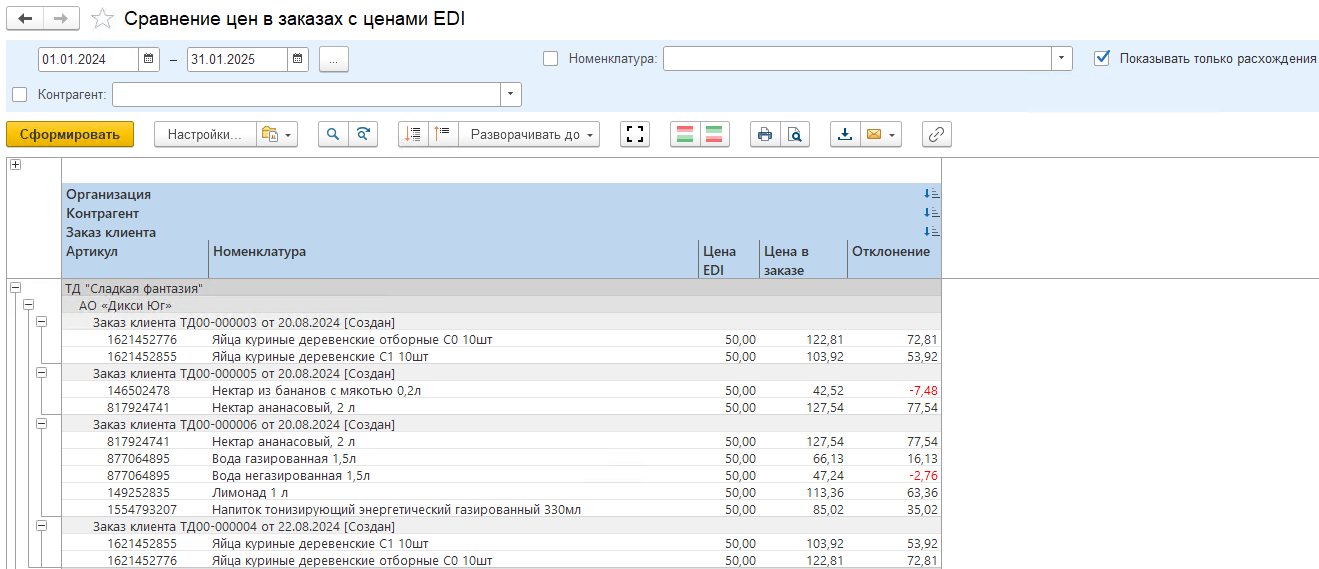 Сравнение цен в заказах с ценами EDI
01.01.2024 – 31.01.2025 ... Номенклатура: Показывать только расхождения
Контрагент:
Сформировать Настройки... Разворачивать до
Организация
Контрагент
Заказ клиента
Артикул Номенклатура Цена EDI Цена в заказе Отклонение
ТД "Сладкая фантазия"
АО «Дикси Юг»
Заказ клиента ТД00-000003 от 20.08.2024 [Создан]
1621452776 Яйца куриные деревенские отборные С0 10шт 50,00 122,81 72,81
1621452855 Яйца куриные деревенские С1 10шт 50,00 103,92 53,92
Заказ клиента ТД00-000005 от 20.08.2024 [Создан]
146502478 Нектар из бананов с мякотью 0,2л 50,00 42,52 -7,48
817924741 Нектар ананасовый, 2 л 50,00 127,54 77,54
Заказ клиента ТД00-000006 от 20.08.2024 [Создан]
817924741 Нектар ананасовый, 2 л 50,00 127,54 77,54
877064895 Вода газированная 1,5л 50,00 66,13 16,13
877064895 Вода негазированная 1,5л 50,00 47,24 -2,76
149252835 Лимонад 1 л 50,00 113,36 63,36
1554793207 Напиток тонизирующий энергетический газированный 330мл 50,00 85,02 35,02
Заказ клиента ТД00-000004 от 22.08.2024 [Создан]
1621452855 Яйца куриные деревенские С1 10шт 50,00 103,92 53,92
1621452776 Яйца куриные деревенские отборные С0 10шт 50,00 122,81 72,81